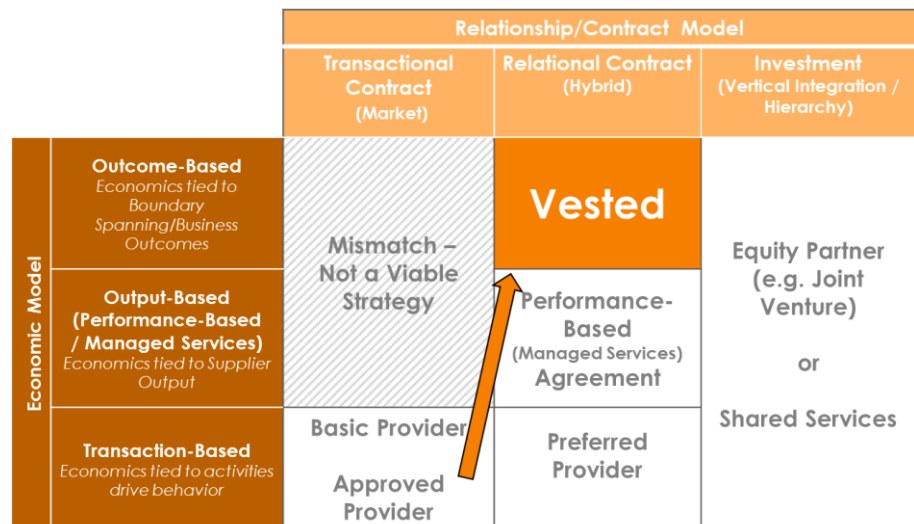 Relationship/Contract Model
Transactional
Contract
(Market)
Relational Contract
(Hybrid)
Investment
(Vertical Integration /
Hierarchy)
Economic Model
Outcome-Based
Economics tied to
Boundary
Spanning/Business
Outcomes
Mismatch –
Not a Viable
Strategy
Vested
Equity Partner
(e.g. Joint
Venture)
or
Shared Services
Output-Based
(Performance-Based
/ Managed Services)
Economics tied to Supplier
Output
Performance-
Based
(Managed Services)
Agreement
Transaction-Based
Economics tied to activities
drive behavior
Basic Provider
Approved
Provider
Preferred
Provider